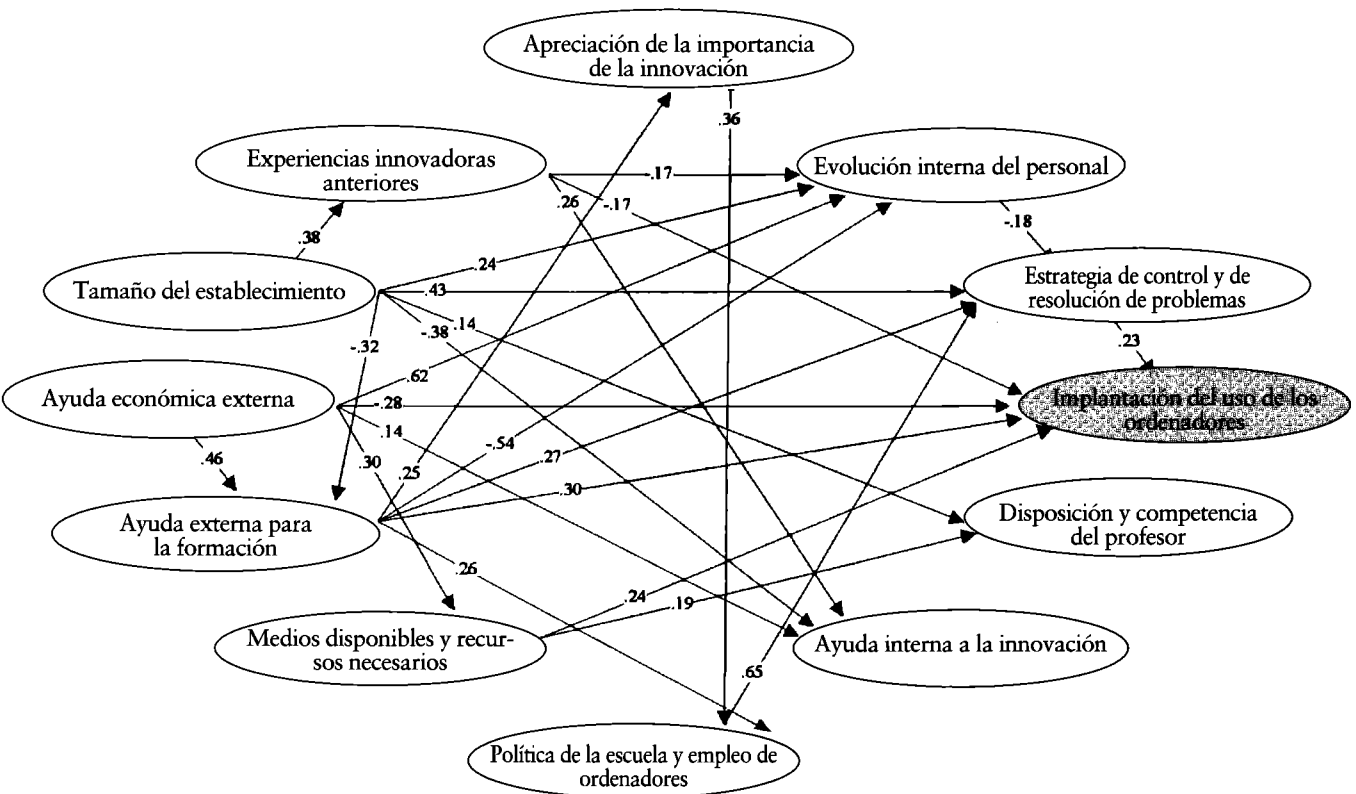 Apreciación de la importancia
de la innovación
.36
Experiencias innovadoras
anteriores
Evolución interna del personal
-.17
.26
-.17
-.18
.38
.24
Tamaño del establecimiento
.43
Estrategia de control y de
resolución de problemas
.14
-.38
-.32
.23
Ayuda económica externa
.62
-.28
Implantación del uso de los
ordenadores
.14
-.54
.46
.30
.25
.27
.30
Ayuda externa para
la formación
Disposición y competencia
del profesor
.26
.24
.19
Medios disponibles y recur-
sos necesarios
Ayuda interna a la innovación
.65
Política de la escuela y empleo de
ordenadores